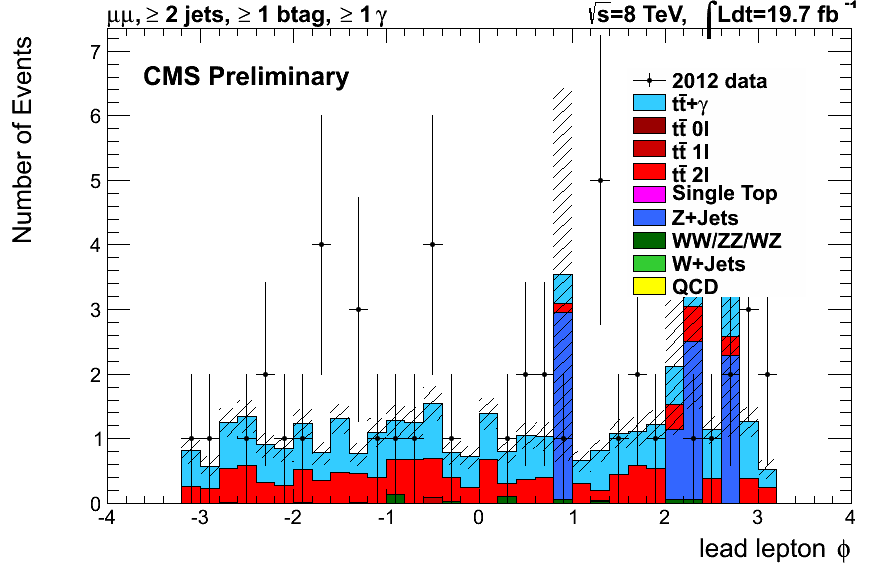 μμ, ≥ 2 jets, ≥ 1 btag, ≥ 1 γ
√s=8 TeV, ∫Ldt=19.7 fb⁻¹
CMS Preliminary
Number of Events
2012 data
tt̄+γ
tt̄ 0l
tt̄ 1l
tt̄ 2l
Single Top
Z+Jets
WW/ZZ/WZ
W+Jets
QCD
7
6
5
4
3
2
1
0
-4 -3 -2 -1 0 1 2 3 4
lead lepton ϕ